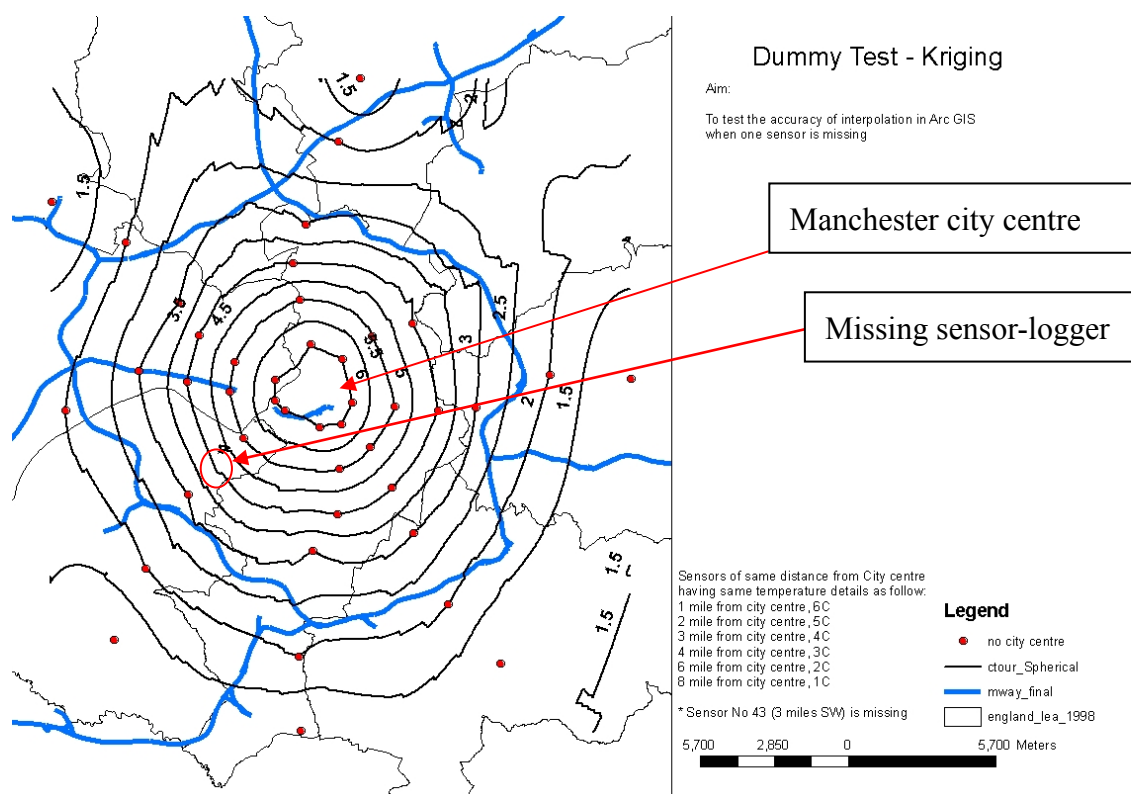 Dummy Test - Kriging
Aim:
To test the accuracy of interpolation in Arc GIS
when one sensor is missing
Manchester city centre
Missing sensor-logger
1.5
2
1.5
3.5
4.5
5.5
6
5
3
2.5
2
1.5
4
1.5
1.5
Sensors of same distance from City centre
having same temperature details as follow:
1 mile from city centre, 6C
2 mile from city centre, 5C
3 mile from city centre, 4C
4 mile from city centre, 3C
6 mile from city centre, 2C
8 mile from city centre, 1C
* Sensor No 43 (3 miles SW) is missing
Legend
no city centre
ctour_Spherical
mway_final
england_lea_1998
5,700 2,850 0 5,700 Meters